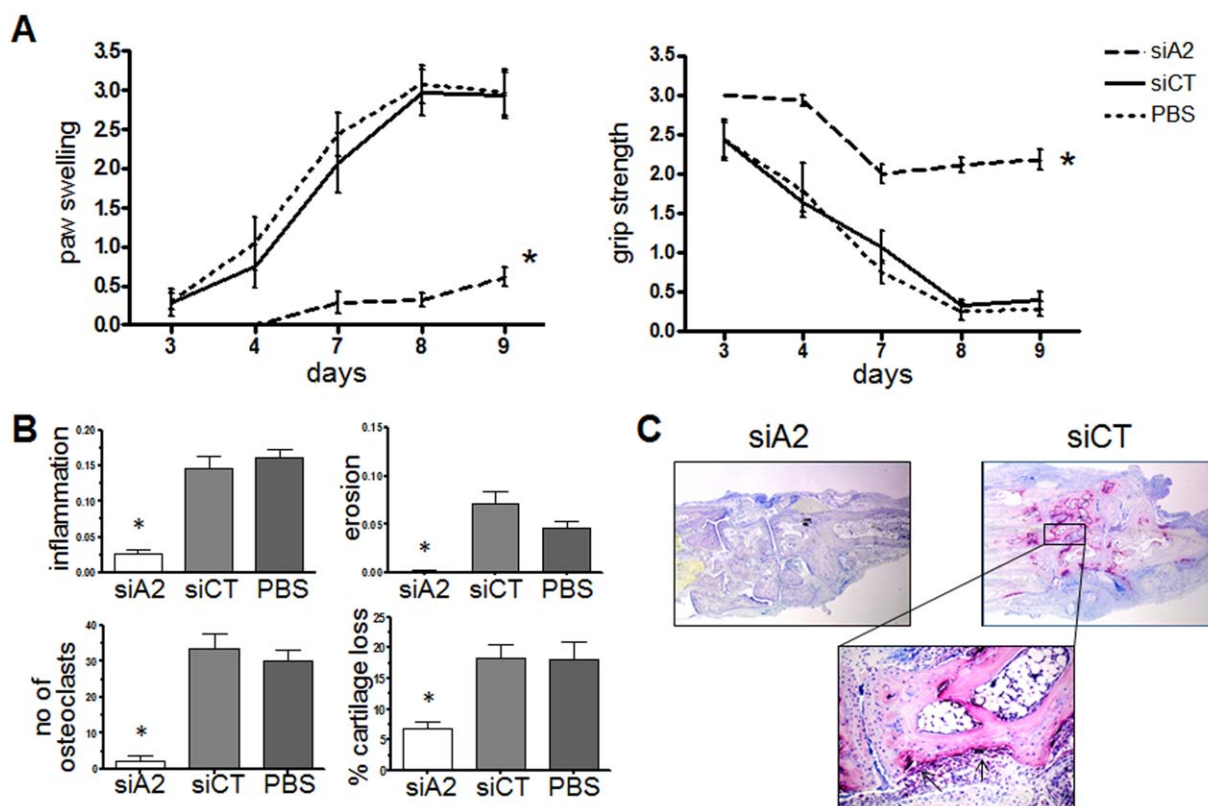 A
3.5
3.0
2.5
2.0
1.5
1.0
0.5
0.0
paw swelling
3 4 7 8 9
days
*
3.5
3.0
2.5
2.0
1.5
1.0
0.5
0.0
grip strength
3 4 7 8 9
days
*
siA2
siCT
PBS
B
0.20
0.15
0.10
0.05
0.00
inflammation
*
siA2 siCT PBS
0.15
0.10
0.05
0.00
erosion
*
siA2 siCT PBS
40
30
20
10
0
no of
osteoclasts
*
siA2 siCT PBS
25
20
15
10
5
0
% cartilage loss
*
siA2 siCT PBS
C
siA2
siCT